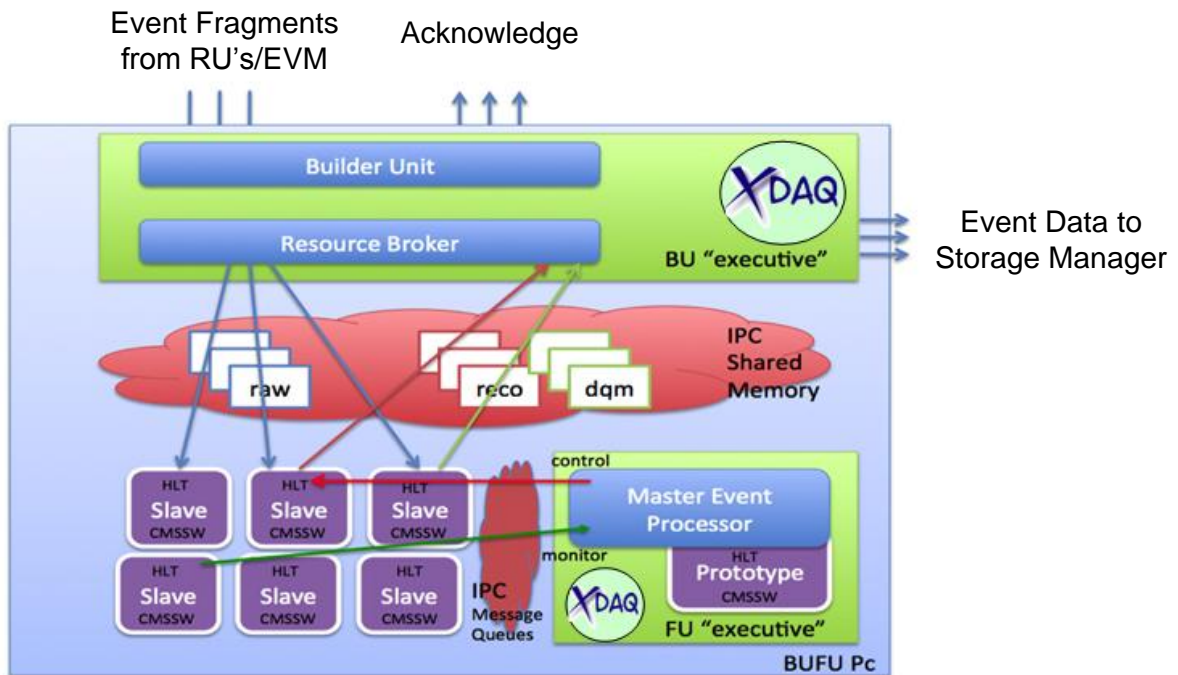 Event Fragments
from RU's/EVM
Acknowledge
Builder Unit
XDAQ
Resource Broker
BU "executive"
Event Data to
Storage Manager
IPC
Shared
Memory
raw
reco
dqm
control
HLT
Slave
CMSSW
HLT
Slave
CMSSW
HLT
Slave
CMSSW
Master Event
Processor
monitor
HLT
Slave
CMSSW
HLT
Slave
CMSSW
HLT
Slave
CMSSW
IPC
Message
Queues
HLT
Prototype
CMSSW
XDAQ
FU "executive"
BUFU Pc